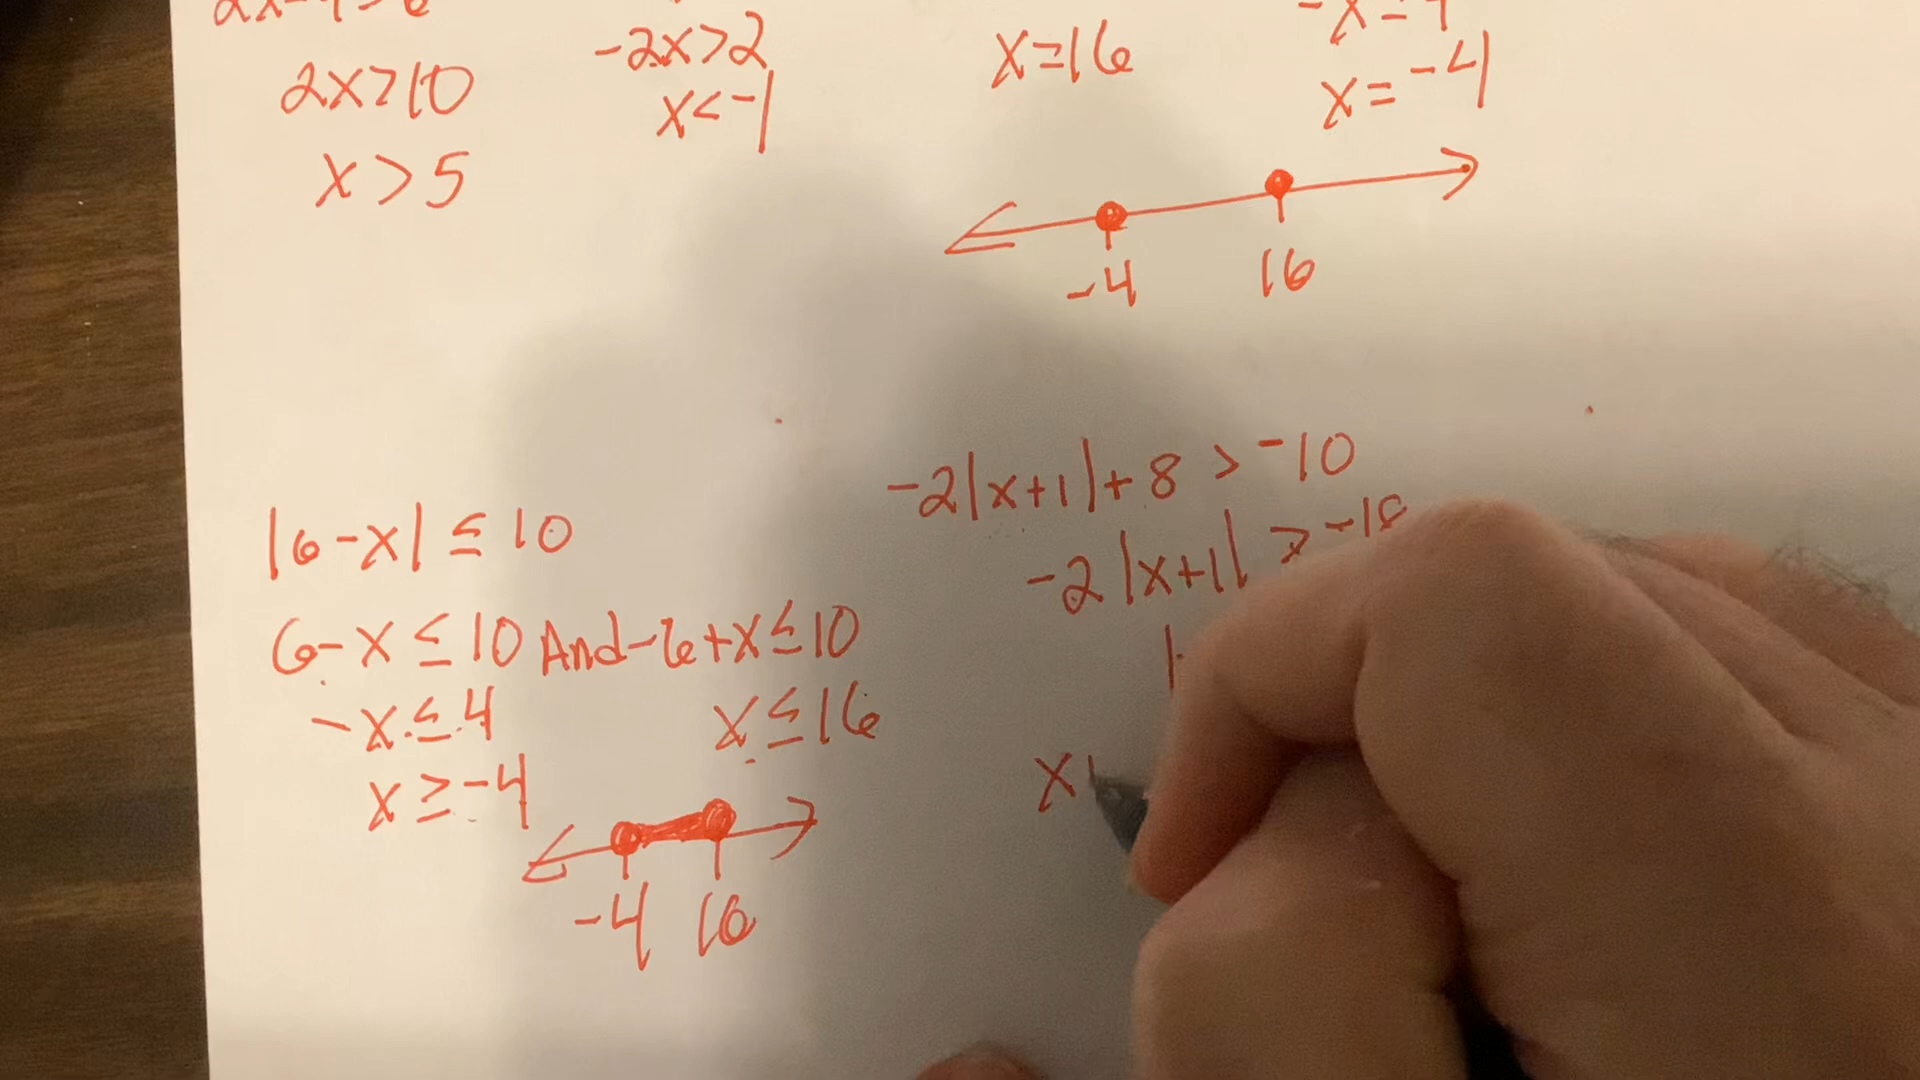 2x>10
x>5
-2x>2
x<-1
x=16
x=-4
-4 16
|6-x|≤10
6-x≤10 And -6+x≤10
-x≤4 x≤16
x≥-4
-4 16
-2|x+1|+8>-10
-2|x+1|>-18
x